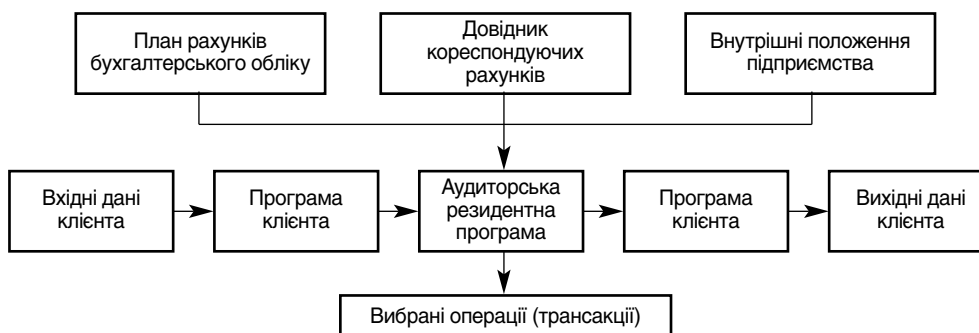 План рахунків
бухгалтерського обліку
Довідник
кореспондуючих
рахунків
Внутрішні положення
підприємства
Вхідні дані
клієнта
Програма
клієнта
Аудиторська
резидентна
програма
Програма
клієнта
Вихідні дані
клієнта
Вибрані операції (трансакції)